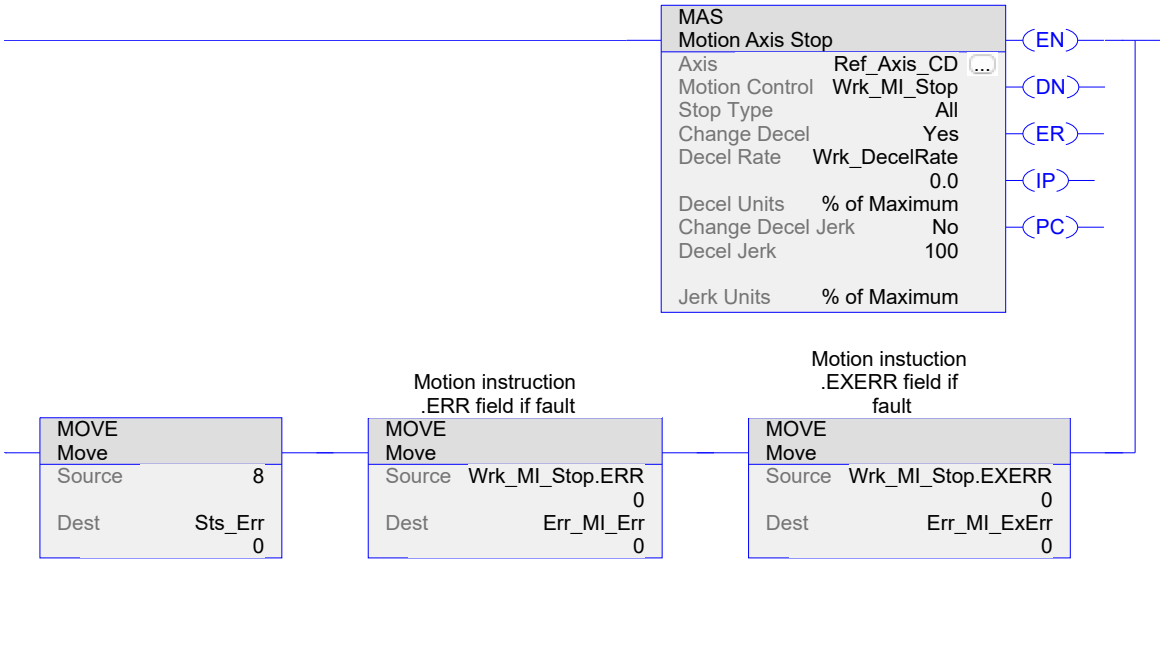 MAS
Motion Axis Stop
Axis Ref_Axis_CD ...
Motion Control Wrk_MI_Stop
Stop Type All
Change Decel Yes
Decel Rate Wrk_DecelRate
0.0
Decel Units % of Maximum
Change Decel Jerk No
Decel Jerk 100
Jerk Units % of Maximum
EN
DN
ER
IP
PC
MOVE
Move
Source 8
Dest Sts_Err
0
Motion instruction
.ERR field if fault
MOVE
Move
Source Wrk_MI_Stop.ERR
0
Dest Err_MI_Err
0
Motion instuction
.EXERR field if
fault
MOVE
Move
Source Wrk_MI_Stop.EXERR
0
Dest Err_MI_ExErr
0